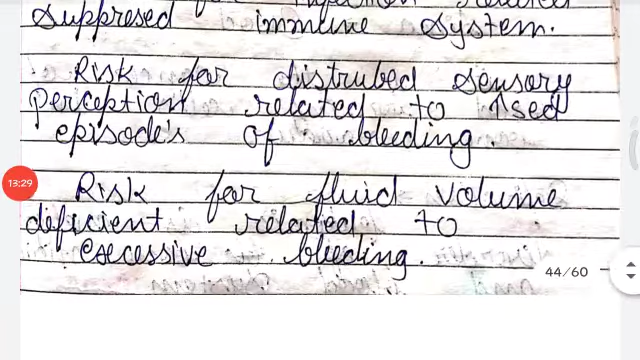 suppresed immune system.
Risk for distrubed sensory
perception related to ↑sed
episode's of bleeding.
Risk for fluid volume
deficient related to
excessive bleeding.
13:29
44/60